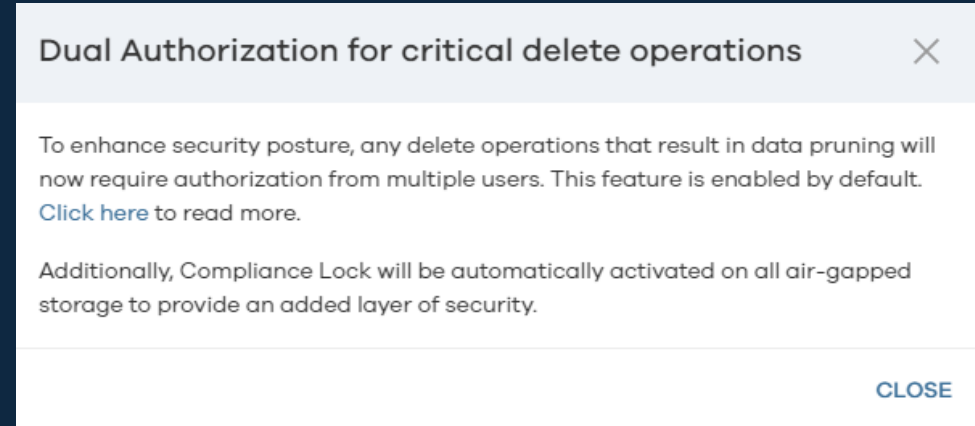 Dual Authorization for critical delete operations
To enhance security posture, any delete operations that result in data pruning will
now require authorization from multiple users. This feature is enabled by default.
Click here to read more.
Additionally, Compliance Lock will be automatically activated on all air-gapped
storage to provide an added layer of security.
CLOSE